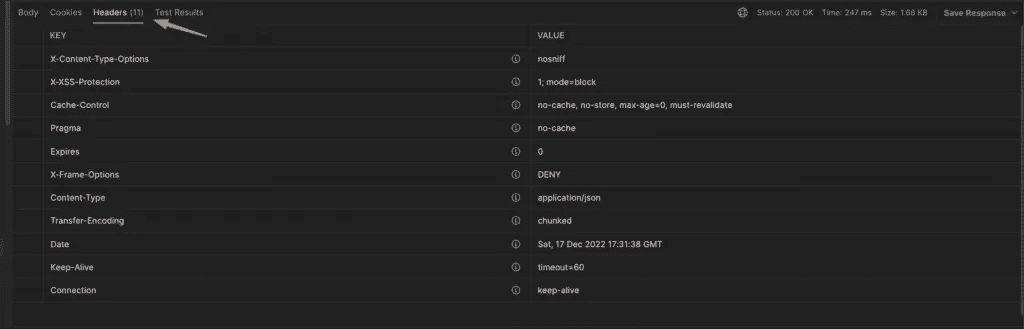 Body Cookies Headers (11) Test Results Status: 200 OK Time: 247 ms Size: 1.66 KB Save Response
KEY VALUE
X-Content-Type-Options nosniff
X-XSS-Protection 1; mode=block
Cache-Control no-cache, no-store, max-age=0, must-revalidate
Pragma no-cache
Expires 0
X-Frame-Options DENY
Content-Type application/json
Transfer-Encoding chunked
Date Sat, 17 Dec 2022 17:31:38 GMT
Keep-Alive timeout=60
Connection keep-alive